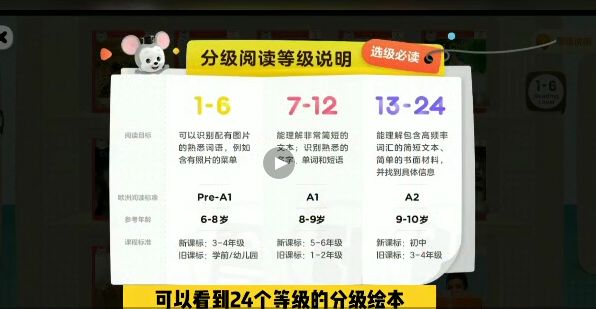 分级阅读等级说明
选级必读
1-6
7-12
13-24
阅读目标
可以识别配有图片
的熟悉词语，例如
含有照片的菜单
能理解非常简短的
文本；识别熟悉的
名字、单词和短语
能理解包含高频率
词汇的简短文本、
简单的书面材料，
并找到具体信息
欧洲阅读标准
Pre-A1
A1
A2
参考年龄
6-8岁
8-9岁
9-10岁
课程标准
新课标：3-4年级
旧课标：学前/幼儿园
新课标：5-6年级
旧课标：1-2年级
新课标：初中
旧课标：3-4年级
1-6
Reading
Level
可以看到24个等级的分级绘本